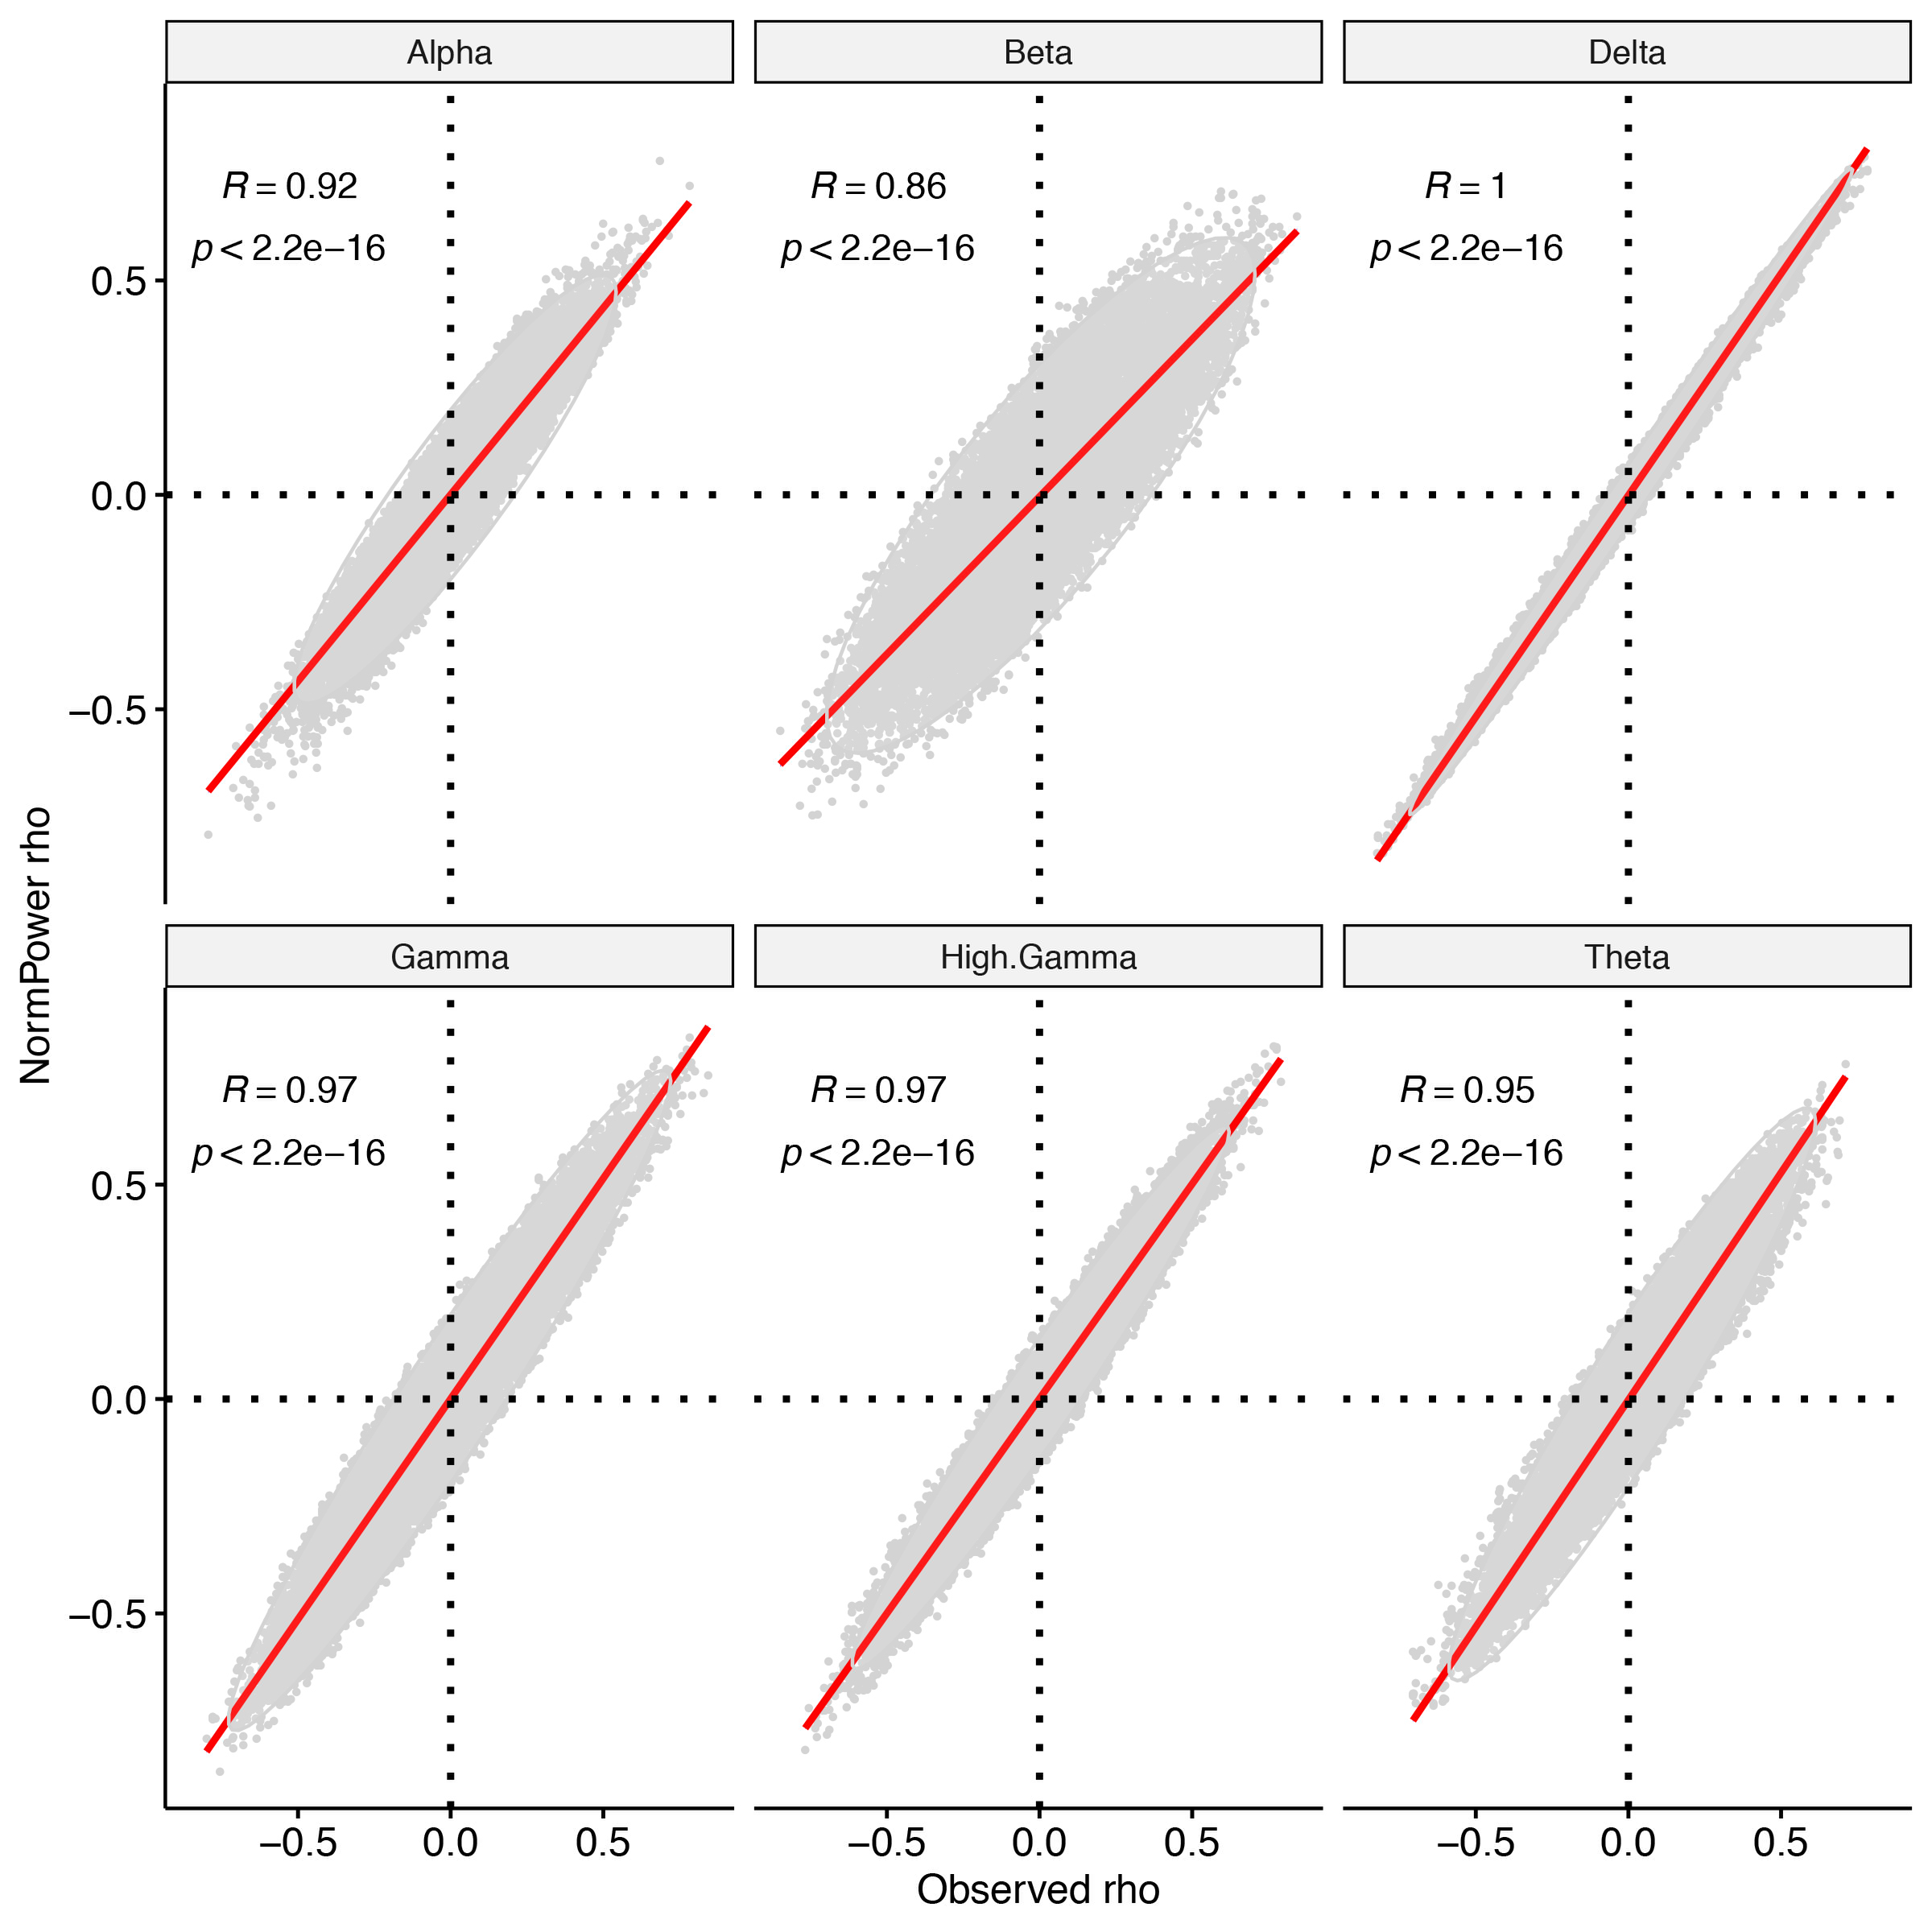 Alpha
Beta
Delta
R = 0.92
p < 2.2e−16
R = 0.86
p < 2.2e−16
R = 1
p < 2.2e−16
0.5
0.0
−0.5
NormPower rho
Gamma
High.Gamma
Theta
R = 0.97
p < 2.2e−16
R = 0.97
p < 2.2e−16
R = 0.95
p < 2.2e−16
0.5
0.0
−0.5
−0.5 0.0 0.5
−0.5 0.0 0.5
−0.5 0.0 0.5
Observed rho